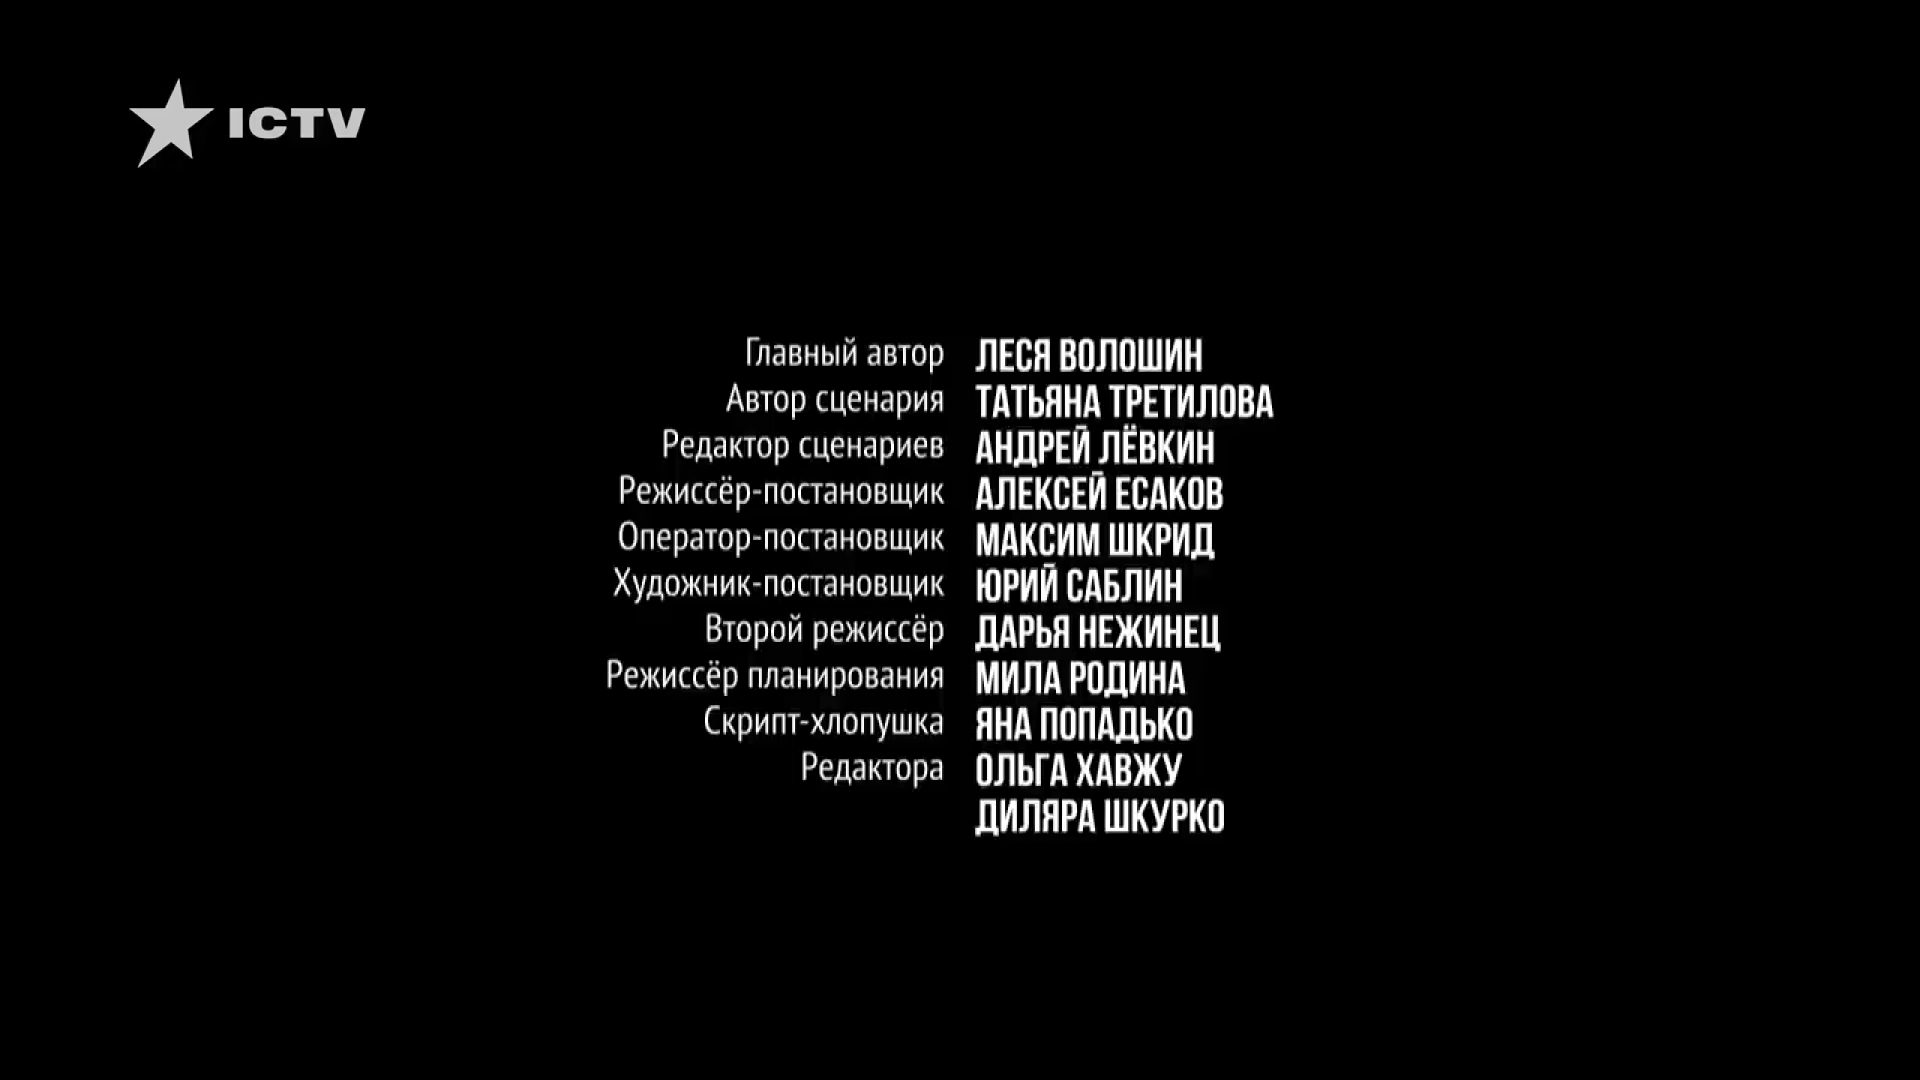 ICTV
Главный автор ЛЕСЯ ВОЛОШИН
Автор сценария ТАТЬЯНА ТРЕТИЛОВА
Редактор сценариев АНДРЕЙ ЛЁВКИН
Режиссёр-постановщик АЛЕКСЕЙ ЕСАКОВ
Оператор-постановщик МАКСИМ ШКРИД
Художник-постановщик ЮРИЙ САБЛИН
Второй режиссёр ДАРЬЯ НЕЖИНЕЦ
Режиссёр планирования МИЛА РОДИНА
Скрипт-хлопушка ЯНА ПОПАДЬКО
Редактора ОЛЬГА ХАВЖУ
ДИЛЯРА ШКУРКО